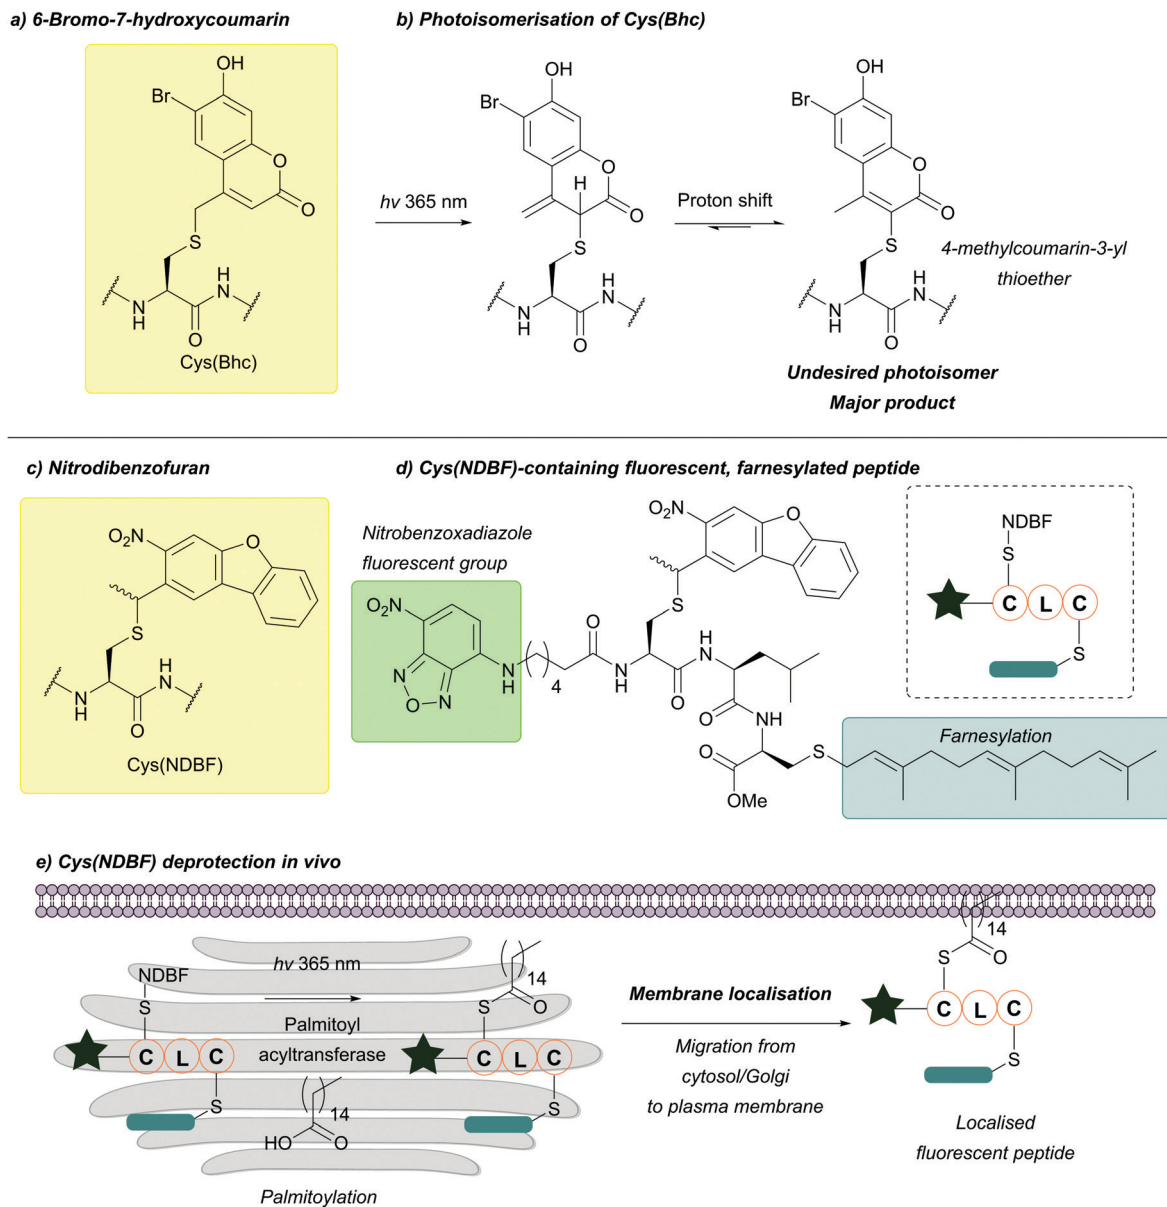 a) 6-Bromo-7-hydroxycoumarin
b) Photoisomerisation of Cys(Bhc)
OH
Br
O
O
S
N
H
H
N
O
Cys(Bhc)
hv 365 nm
OH
Br
O
H
O
S
N
H
H
N
O
Proton shift
OH
Br
O
O
S
N
H
H
N
O
4-methylcoumarin-3-yl
thioether
Undesired photoisomer
Major product
c) Nitrodibenzofuran
O2N
O
S
N
H
H
N
O
Cys(NDBF)
d) Cys(NDBF)-containing fluorescent, farnesylated peptide
Nitrobenzoxadiazole
fluorescent group
O2N
N
O
N
N
H
4
O
N
H
O2N
O
S
O
H
N
O
NH
O
OMe
S
Farnesylation
NDBF
S
C L C
S
e) Cys(NDBF) deprotection in vivo
NDBF
S
C L C
S
hv 365 nm
Palmitoyl
acyltransferase
14
HO
O
14
S
O
C L C
S
Palmitoylation
Membrane localisation
Migration from
cytosol/Golgi
to plasma membrane
14
S
O
C L C
S
Localised
fluorescent peptide